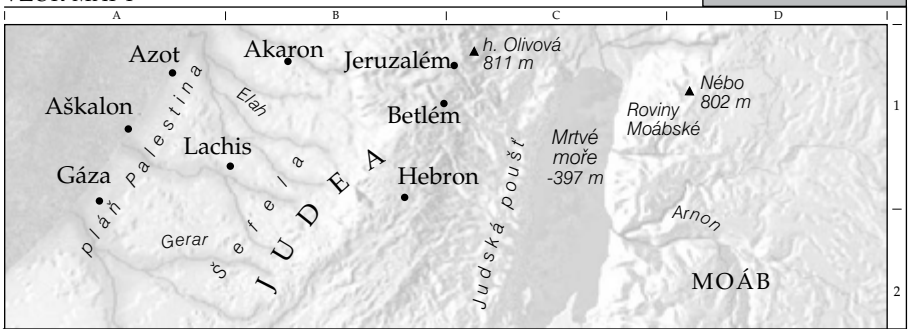 A B C D
Azot
Akaron
Jeruzalém
h. Olivová
811 m
Nébo
802 m
Aškalon
Elah
Betlém
Roviny
Moábské
1
pláň Palestina
Lachis
Mrtvé
moře
-397 m
Gáza
Šefela
JUDEA
Hebron
Judská poušť
Gerar
Arnon
MOÁB
2